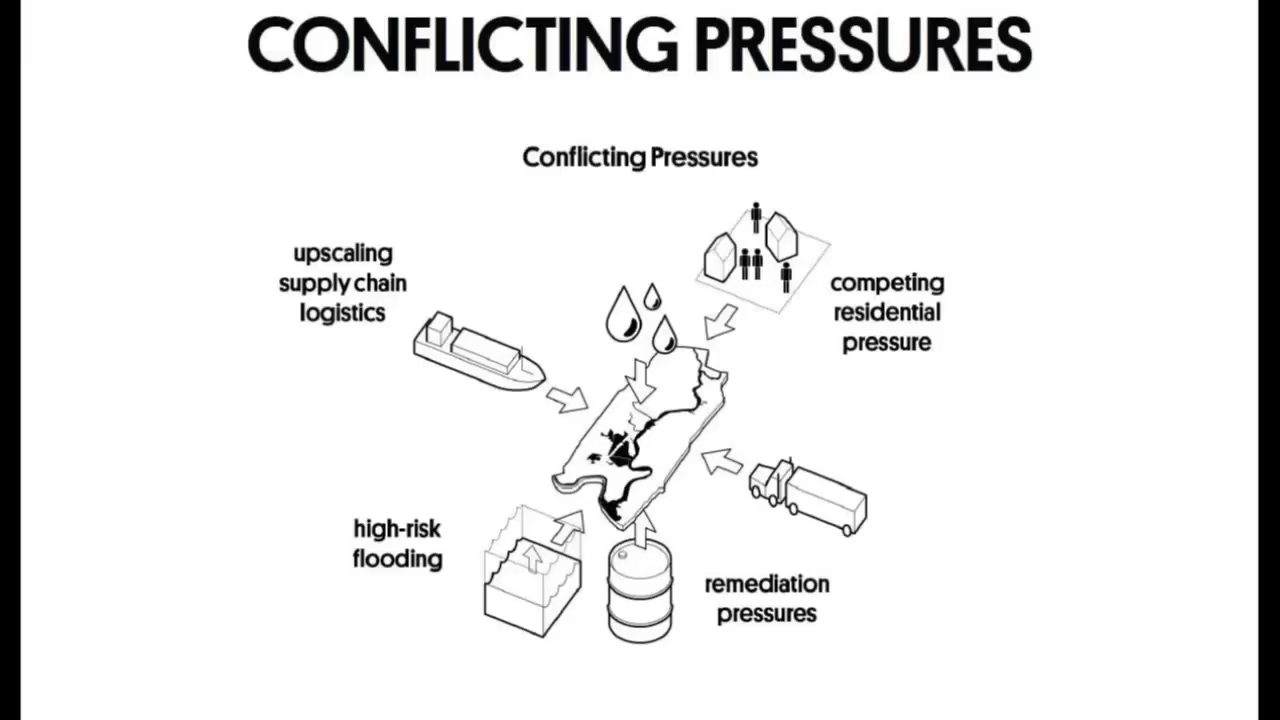 CONFLICTING PRESSURES
Conflicting Pressures
upscaling
supply chain
logistics
competing
residential
pressure
high-risk
flooding
remediation
pressures